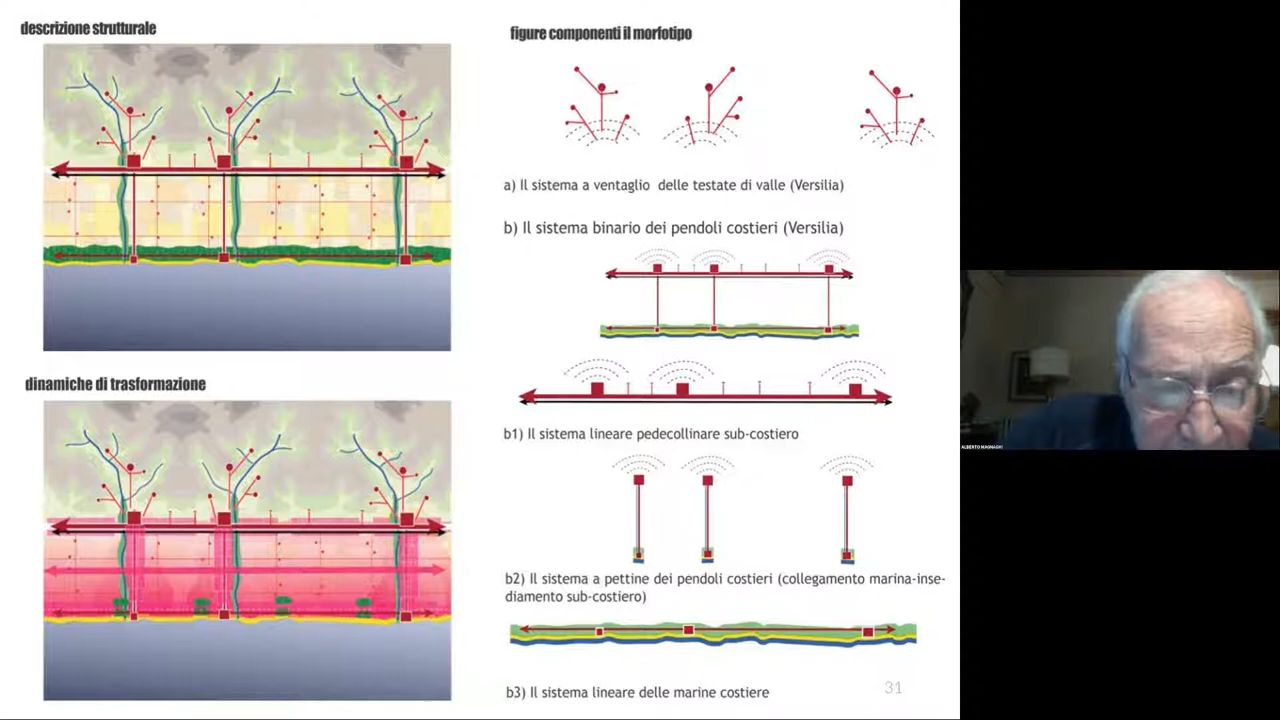 descrizione strutturale
dinamiche di trasformazione
figure componenti il morfotipo
a) Il sistema a ventaglio delle testate di valle (Versilia)
b) Il sistema binario dei pendoli costieri (Versilia)
b1) Il sistema lineare pedecollinare sub-costiero
b2) Il sistema a pettine dei pendoli costieri (collegamento marina-inse-
diamento sub-costiero)
b3) Il sistema lineare delle marine costiere
31
ALBERTO MAGNAGHI